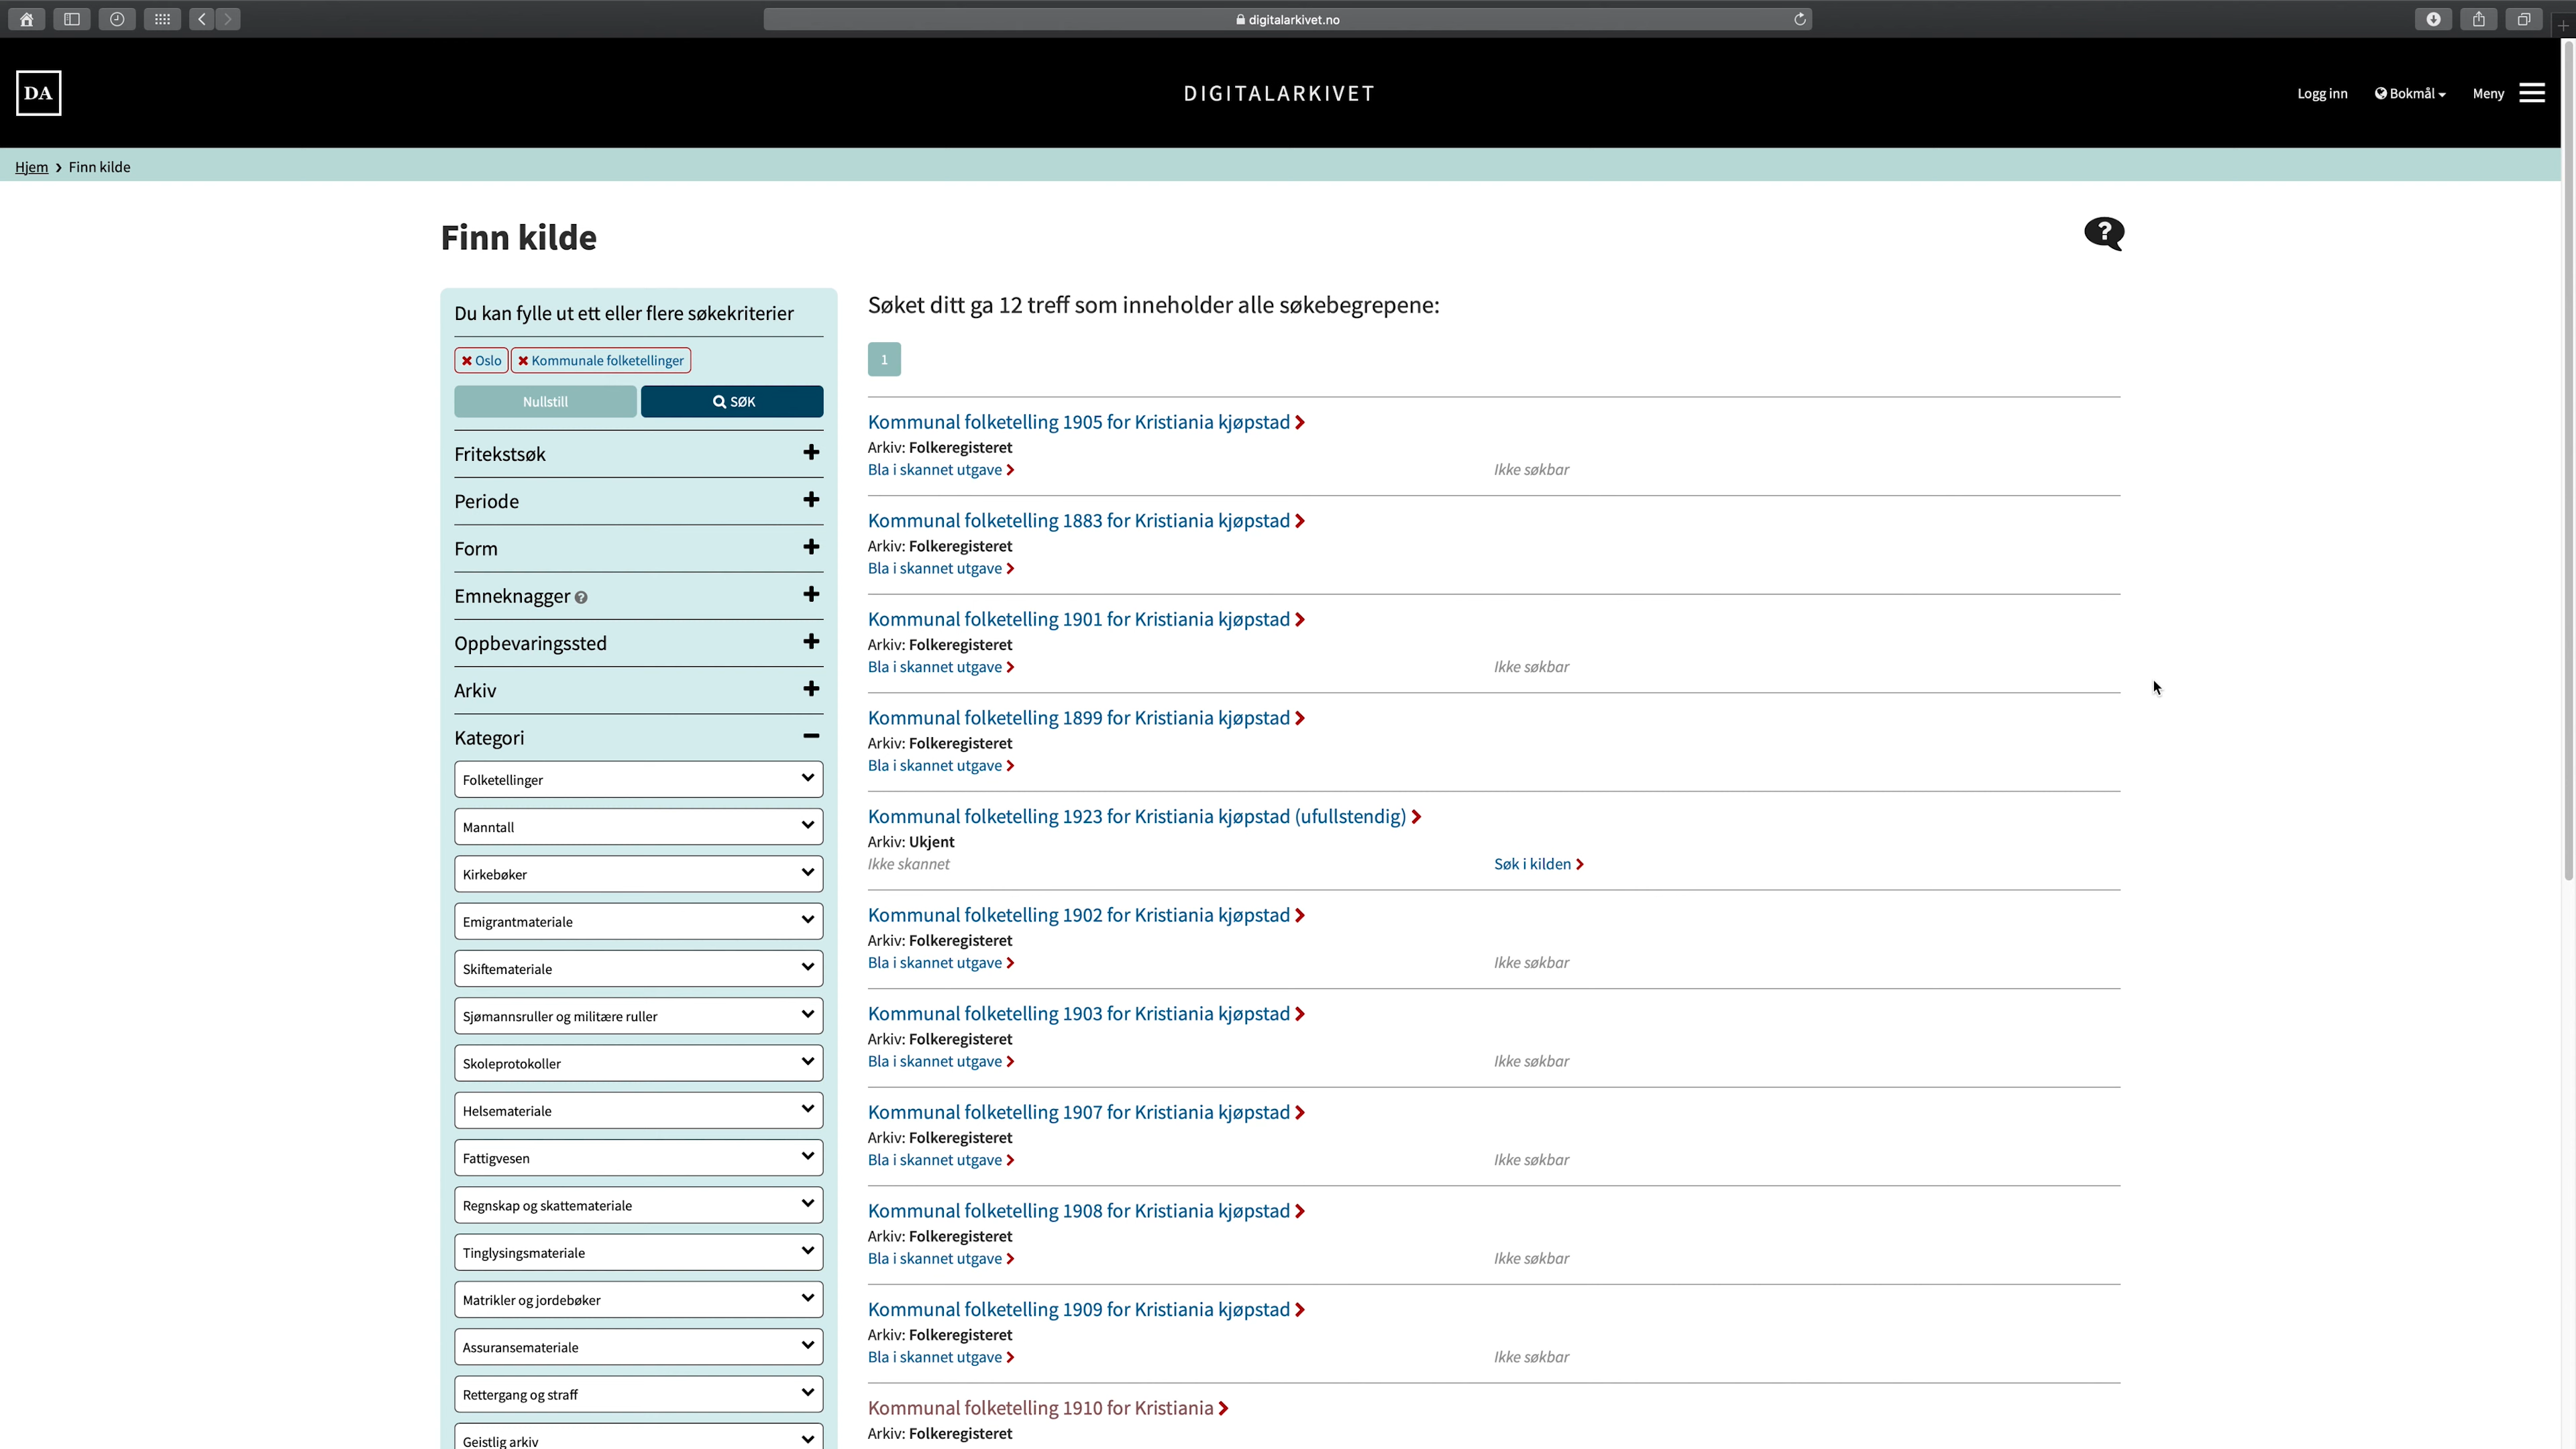 digitalarkivet.no
DA
DIGITALARKIVET
Logg inn
Bokmål
Meny
Hjem > Finn kilde
Finn kilde
?
Du kan fylle ut ett eller flere søkekriterier
Oslo
Kommunale folketellinger
Nullstill
SØK
Fritekstsøk
Periode
Form
Emneknagger ?
Oppbevaringssted
Arkiv
Kategori
Folketellinger
Manntall
Kirkebøker
Emigrantmateriale
Skiftemateriale
Sjømannsruller og militære ruller
Skoleprotokoller
Helsemateriale
Fattigvesen
Regnskap og skattemateriale
Tinglysingsmateriale
Matrikler og jordebøker
Assuransemateriale
Rettergang og straff
Geistlig arkiv
Søket ditt ga 12 treff som inneholder alle søkebegrepene:
1
Kommunal folketelling 1905 for Kristiania kjøpstad
Arkiv: Folkeregisteret
Bla i skannet utgave
Ikke søkbar
Kommunal folketelling 1883 for Kristiania kjøpstad
Arkiv: Folkeregisteret
Bla i skannet utgave
Kommunal folketelling 1901 for Kristiania kjøpstad
Arkiv: Folkeregisteret
Bla i skannet utgave
Ikke søkbar
Kommunal folketelling 1899 for Kristiania kjøpstad
Arkiv: Folkeregisteret
Bla i skannet utgave
Kommunal folketelling 1923 for Kristiania kjøpstad (ufullstendig)
Arkiv: Ukjent
Ikke skannet
Søk i kilden
Kommunal folketelling 1902 for Kristiania kjøpstad
Arkiv: Folkeregisteret
Bla i skannet utgave
Ikke søkbar
Kommunal folketelling 1903 for Kristiania kjøpstad
Arkiv: Folkeregisteret
Bla i skannet utgave
Ikke søkbar
Kommunal folketelling 1907 for Kristiania kjøpstad
Arkiv: Folkeregisteret
Bla i skannet utgave
Ikke søkbar
Kommunal folketelling 1908 for Kristiania kjøpstad
Arkiv: Folkeregisteret
Bla i skannet utgave
Ikke søkbar
Kommunal folketelling 1909 for Kristiania kjøpstad
Arkiv: Folkeregisteret
Bla i skannet utgave
Ikke søkbar
Kommunal folketelling 1910 for Kristiania
Arkiv: Folkeregisteret